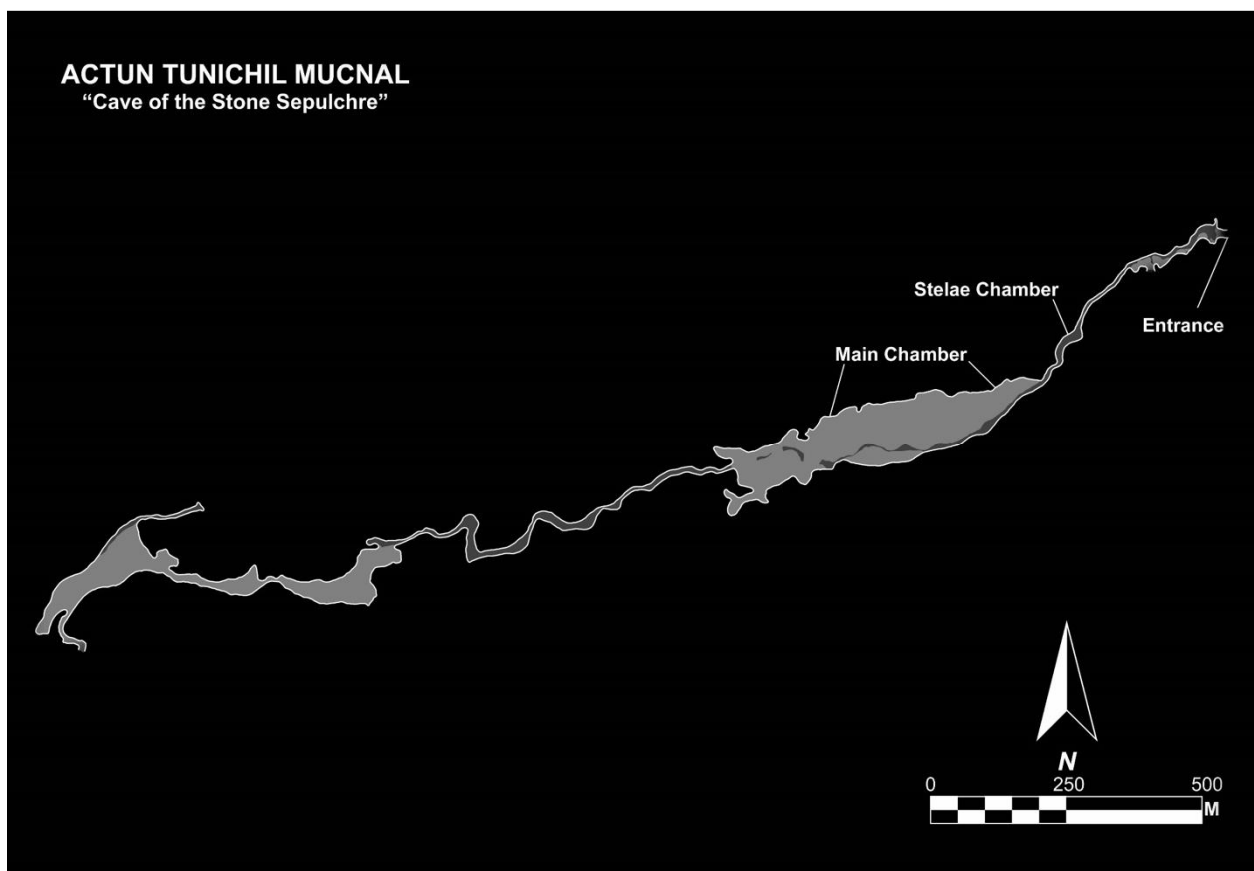 ACTUN TUNICHIL MUCNAL
“Cave of the Stone Sepulchre”
Stelae Chamber
Entrance
Main Chamber
N
0 250 500
M